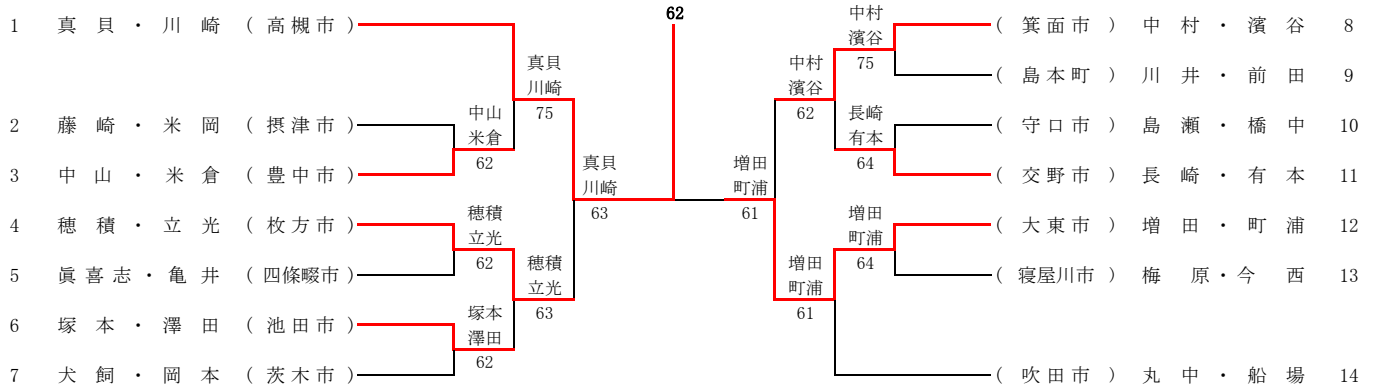 62
1 真 貝 ・ 川 崎 ( 高 槻 市 )
2 藤 崎 ・ 米 岡 ( 摂 津 市 )
3 中 山 ・ 米 倉 ( 豊 中 市 )
4 穂 積 ・ 立 光 ( 枚 方 市 )
5 眞 喜 志 ・ 亀 井 ( 四條畷市 )
6 塚 本 ・ 澤 田 ( 池 田 市 )
7 犬 飼 ・ 岡 本 ( 茨 木 市 )
中山
米倉
62
穂積
立光
62
塚本
澤田
62
真貝
川崎
75
穂積
立光
63
真貝
川崎
63
増田
町浦
61
中村
濱谷
62
増田
町浦
61
中村
濱谷
75
長崎
有本
64
増田
町浦
64
( 箕 面 市 ) 中 村 ・ 濱 谷 8
( 島 本 町 ) 川 井 ・ 前 田 9
( 守 口 市 ) 島 瀬 ・ 橋 中 10
( 交 野 市 ) 長 崎 ・ 有 本 11
( 大 東 市 ) 増 田 ・ 町 浦 12
( 寝屋川市 ) 梅 原 ・ 今 西 13
( 吹 田 市 ) 丸 中 ・ 船 場 14